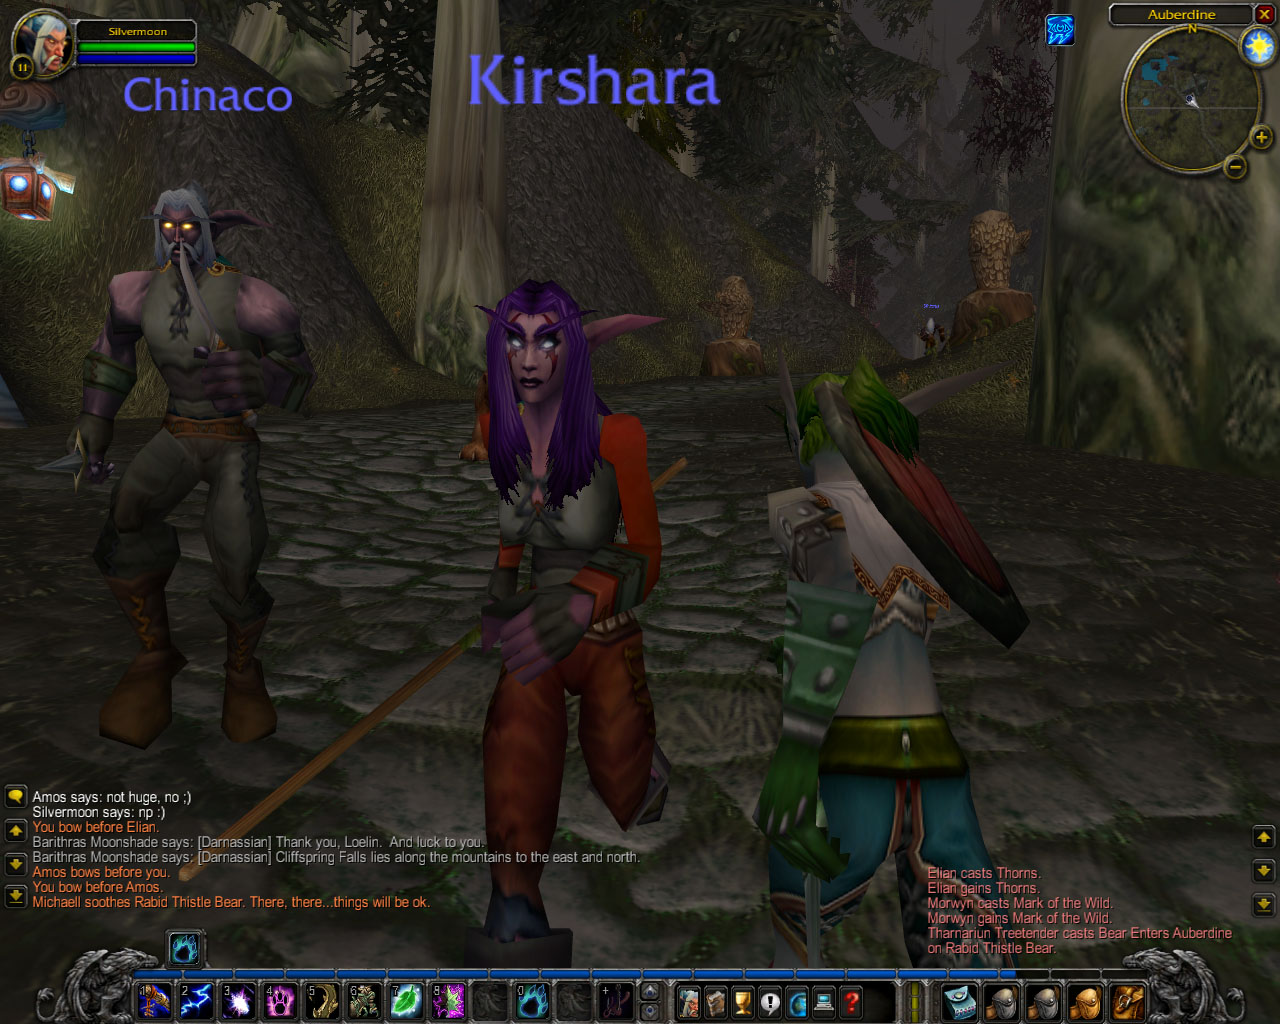 Silvermoon
11
Auberdine
N
Chinaco
Kirshara
Amos says: not huge, no ;)
Silvermoon says: np :)
You bow before Elian.
Barithras Moonshade says: [Darnassian] Thank you, Loelin. And luck to you.
Barithras Moonshade says: [Darnassian] Cliffspring Falls lies along the mountains to the east and north.
Amos bows before you.
You bow before Amos.
Michaell soothes Rabid Thistle Bear. There, there...things will be ok.
Elian casts Thorns.
Elian gains Thorns.
Morwyn casts Mark of the Wild.
Morwyn gains Mark of the Wild.
Tharnariun Treetender casts Bear Enters Auberdine
on Rabid Thistle Bear.
1 2 3 4 5 6 7 8 0 +